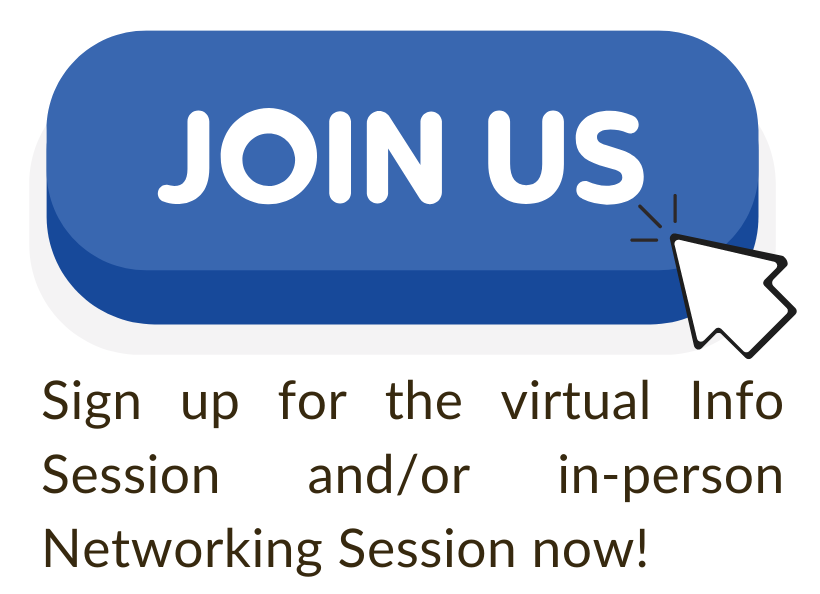 JOIN US
Sign up for the virtual Info
Session and/or in-person
Networking Session now!